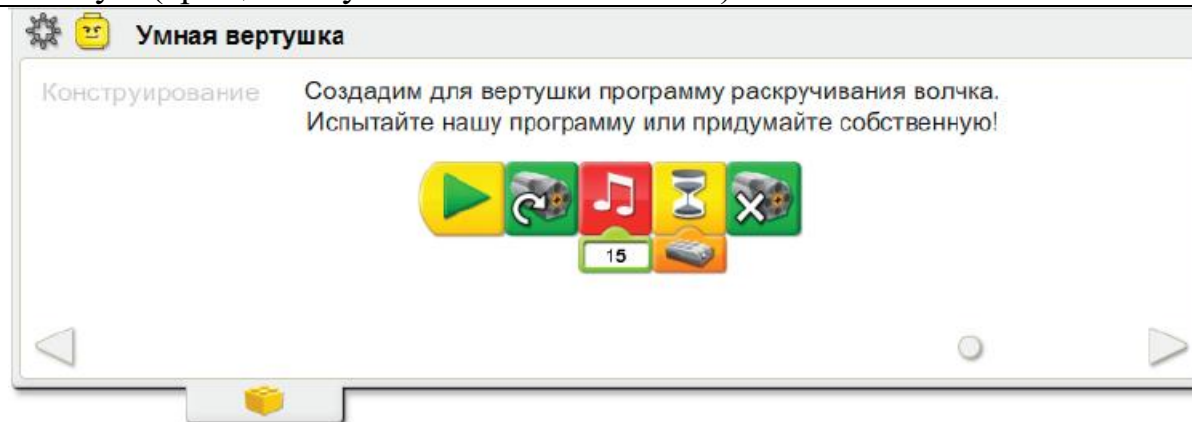 Умная вертушка
Конструирование
Создадим для вертушки программу раскручивания волчка.
Испытайте нашу программу или придумайте собственную!
15